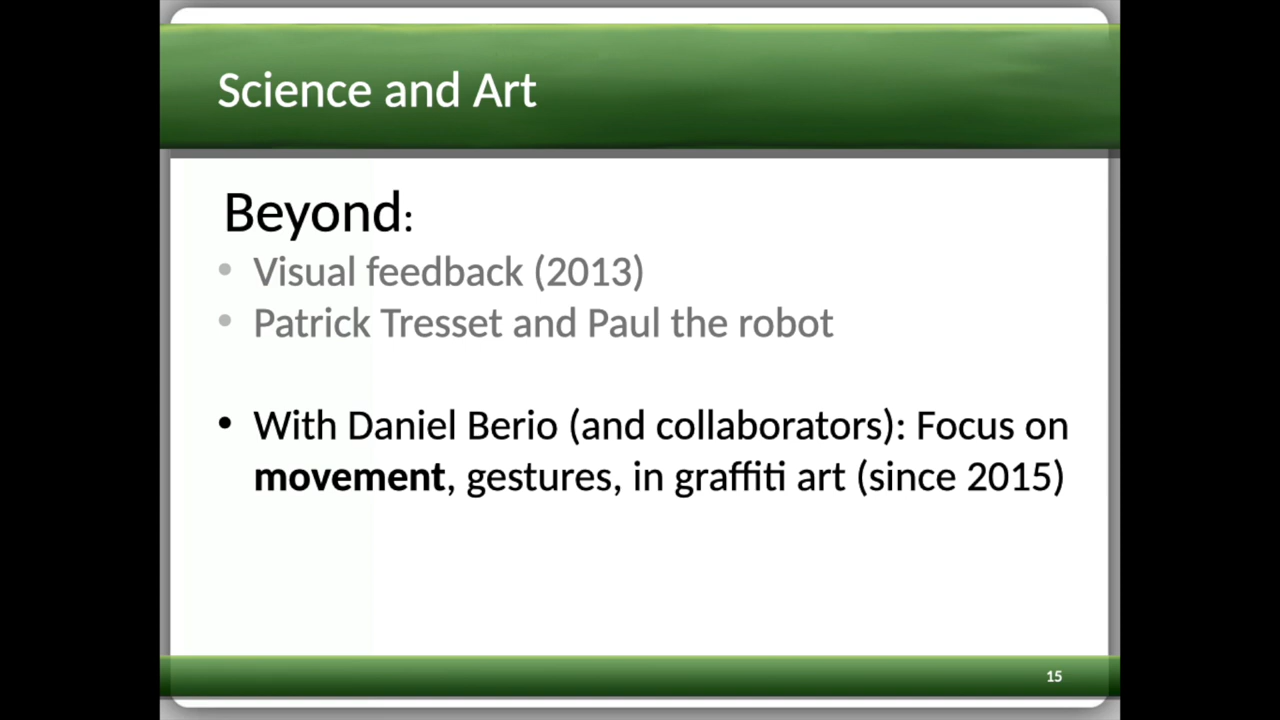 Science and Art
Beyond:
• Visual feedback (2013)
• Patrick Tresset and Paul the robot
• With Daniel Berio (and collaborators): Focus on
movement, gestures, in graffiti art (since 2015)
15